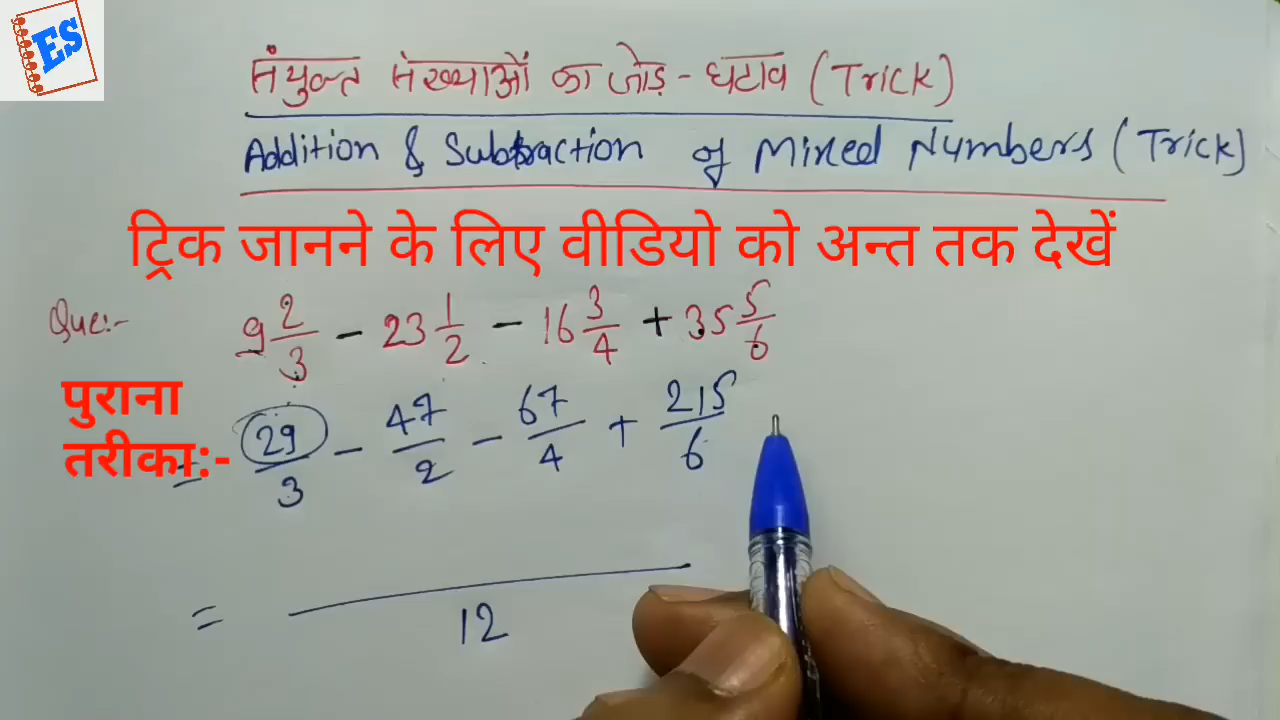 ES
संयुक्त संख्याओं का जोड़ - घटाव (Trick)
Addition & Subtraction of Mixed Numbers (Trick)
ट्रिक जानने के लिए वीडियो को अन्त तक देखें
Que:- 9 2/3 - 23 1/2 - 16 3/4 + 35 5/6
पुराना
तरीका:-
= 29/3 - 47/2 - 67/4 + 215/6
= /12